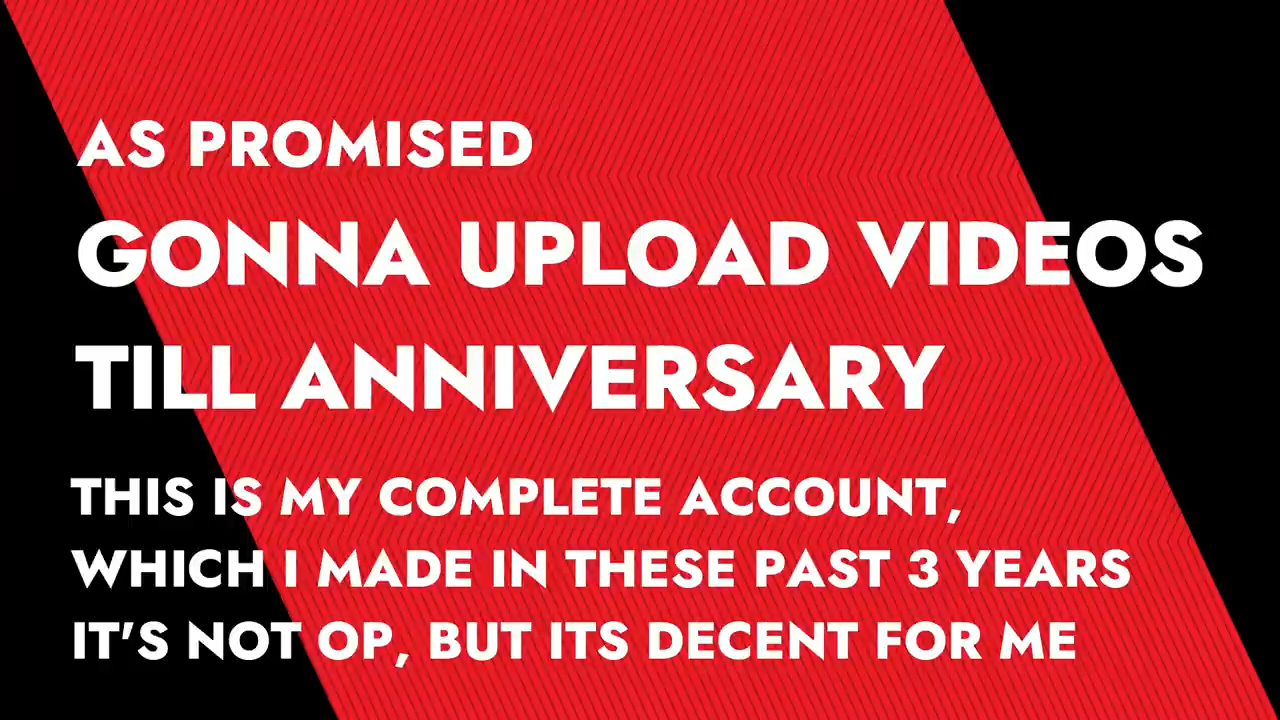 AS PROMISED
GONNA UPLOAD VIDEOS
TILL ANNIVERSARY
THIS IS MY COMPLETE ACCOUNT,
WHICH I MADE IN THESE PAST 3 YEARS
IT'S NOT OP, BUT ITS DECENT FOR ME